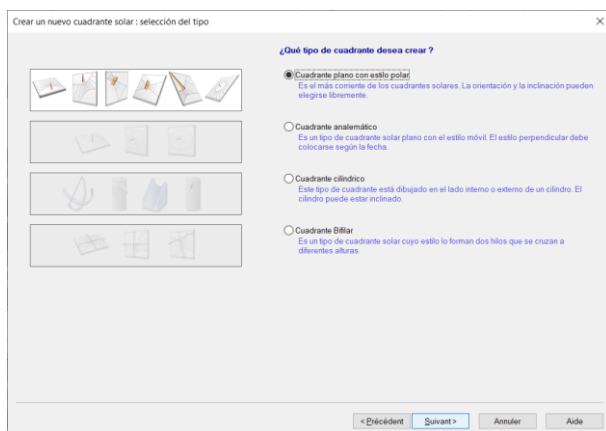 Crear un nuevo cuadrante solar : selección del tipo
¿Qué tipo de cuadrante desea crear ?
Cuadrante plano con estilo polar
Es el más corriente de los cuadrantes solares. La orientación y la inclinación pueden
elegirse libremente.
Cuadrante analemático
Es un tipo de cuadrante solar plano con el estilo móvil. El estilo perpendicular debe
colocarse según la fecha.
Cuadrante cilíndrico
Este tipo de cuadrante está dibujado en el lado interno o externo de un cilindro. El
cilindro puede estar inclinado.
Cuadrante Bifilar
Es un tipo de cuadrante solar cuyo estilo lo forman dos hilos que se cruzan a
diferentes alturas.
< Précédent Suivant > Annuler Aide